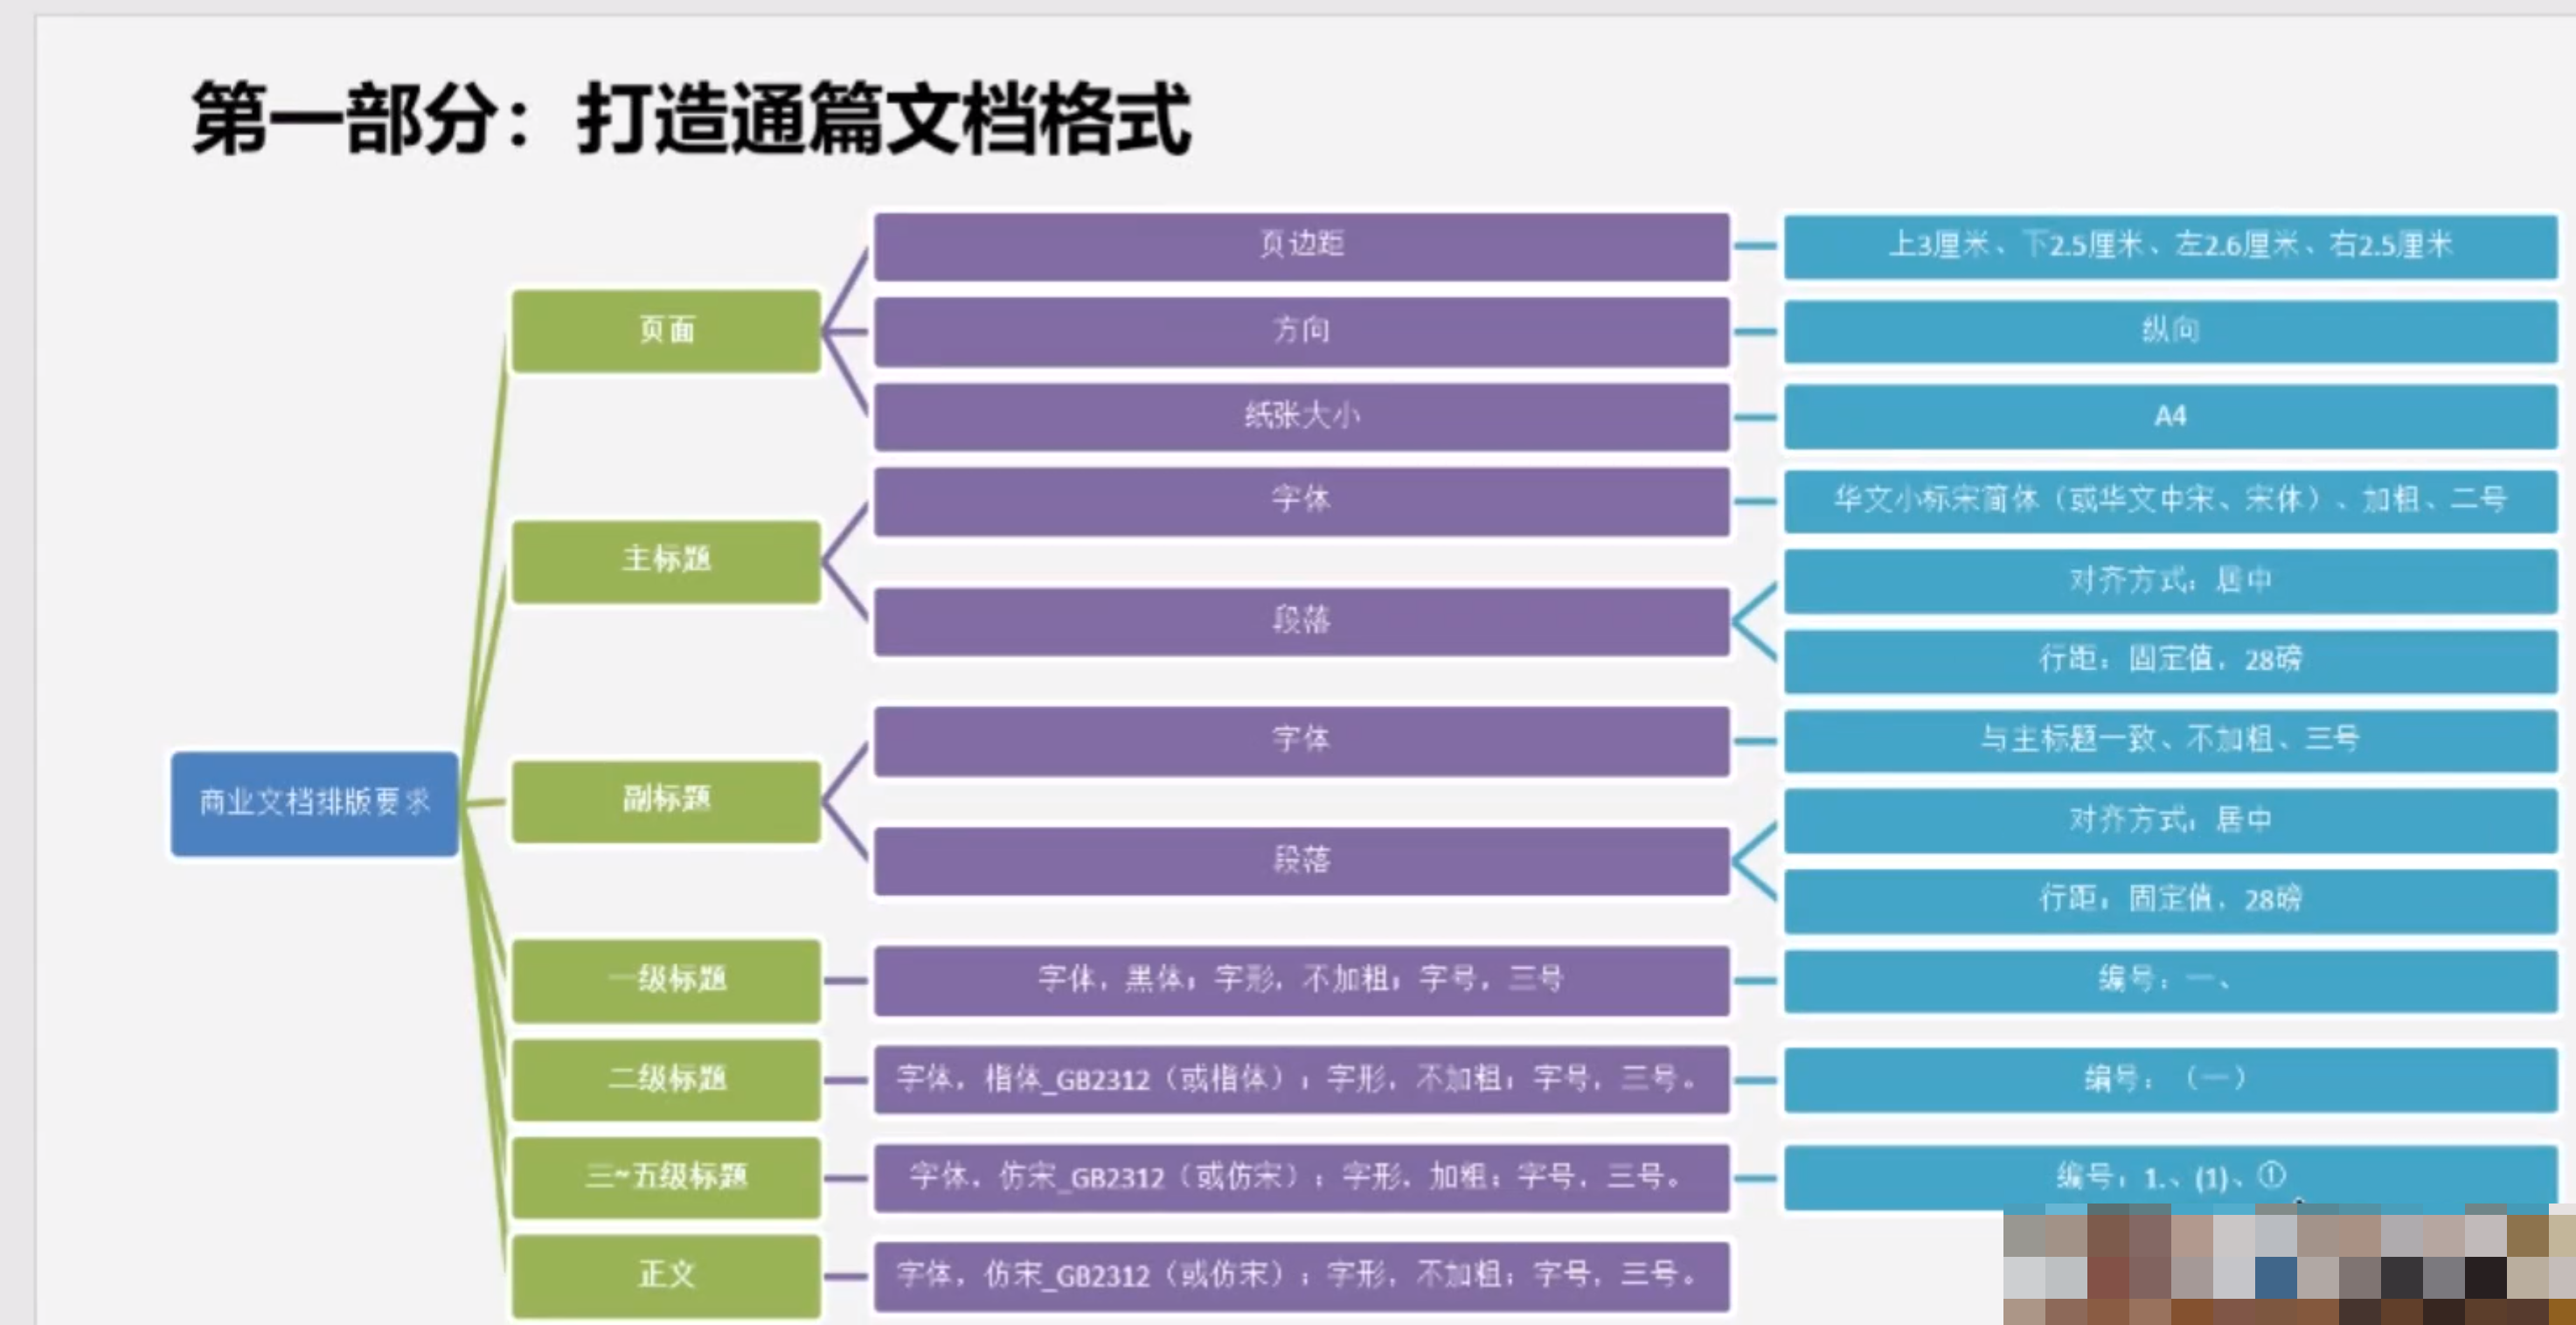 第一部分：打造通篇文档格式
商业文档排版要求
页面
页边距
上3厘米、下2.5厘米、左2.6厘米、右2.5厘米
方向
纵向
纸张大小
A4
主标题
字体
华文小标宋简体（或华文中宋、宋体）、加粗、二号
段落
对齐方式：居中
行距：固定值，28磅
副标题
字体
与主标题一致、不加粗、三号
段落
对齐方式：居中
行距：固定值，28磅
一级标题
字体，黑体；字形，不加粗；字号，三号
编号：一、
二级标题
字体，楷体_GB2312（或楷体）；字形，不加粗；字号，三号。
编号：（一）
三~五级标题
字体，仿宋_GB2312（或仿宋）；字形，加粗；字号，三号。
编号：1.、(1)、①
正文
字体，仿宋_GB2312（或仿宋）；字形，不加粗；字号，三号。